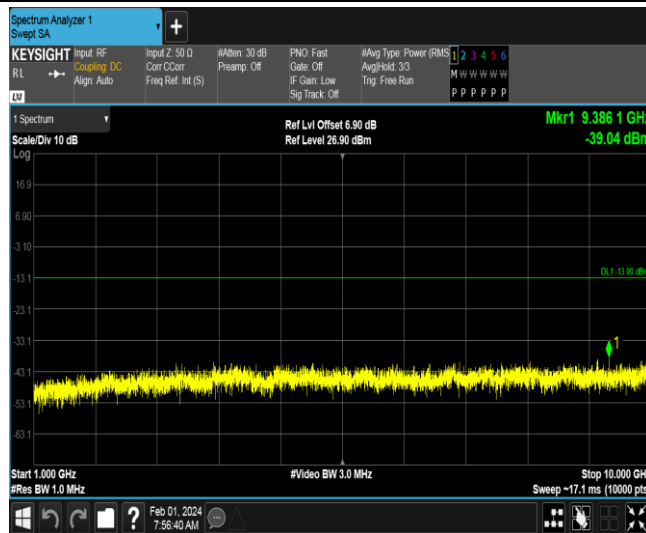 Spectrum Analyzer 1
Swept SA
+
KEYSIGHT Input: RF Input Z: 50 Ω #Atten: 30 dB PNO: Fast #Avg Type: Power (RMS 1 2 3 4 5 6
RL Coupling: DC Corr CCorr Preamp: Off Gate: Off Avg|Hold: 3/3 M W W W W W
Align: Auto Freq Ref: Int (S) IF Gain: Low Trig: Free Run
Sig Track: Off P P P P P P
1 Spectrum
Scale/Div 10 dB
Ref Lvl Offset 6.90 dB
Ref Level 26.90 dBm
Mkr1 9.386 1 GHz
-39.04 dBm
Log
16.9
6.90
-3.10
-13.1
DL1 -13.00 dBm
-23.1
-33.1
1
-43.1
-53.1
-63.1
Start 1.000 GHz #Video BW 3.0 MHz Stop 10.000 GH
#Res BW 1.0 MHz Sweep ~17.1 ms (10000 pts
? Feb 01, 2024
7:56:40 AM